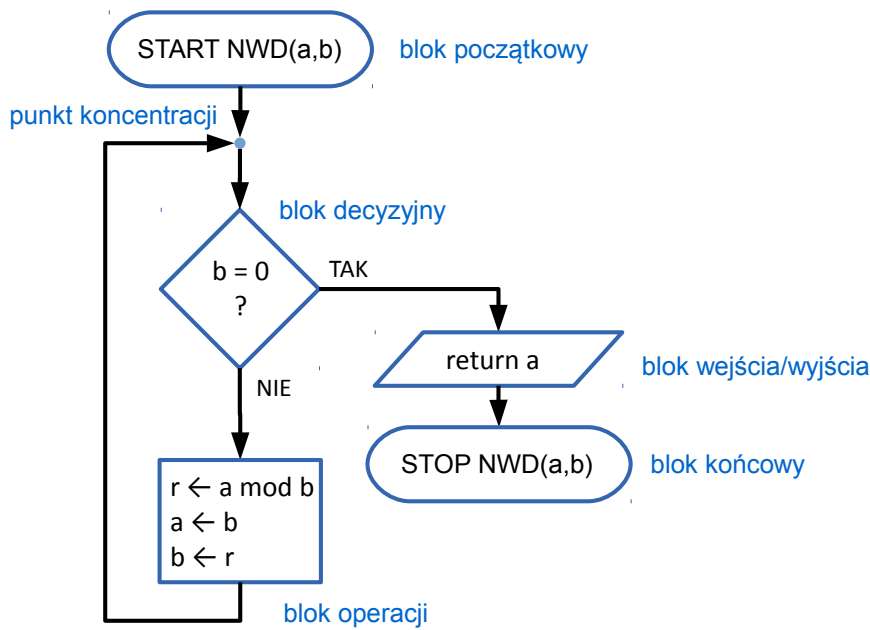 START NWD(a,b)
blok początkowy
punkt koncentracji
blok decyzyjny
b = 0
?
TAK
NIE
return a
blok wejścia/wyjścia
STOP NWD(a,b)
blok końcowy
r ← a mod b
a ← b
b ← r
blok operacji